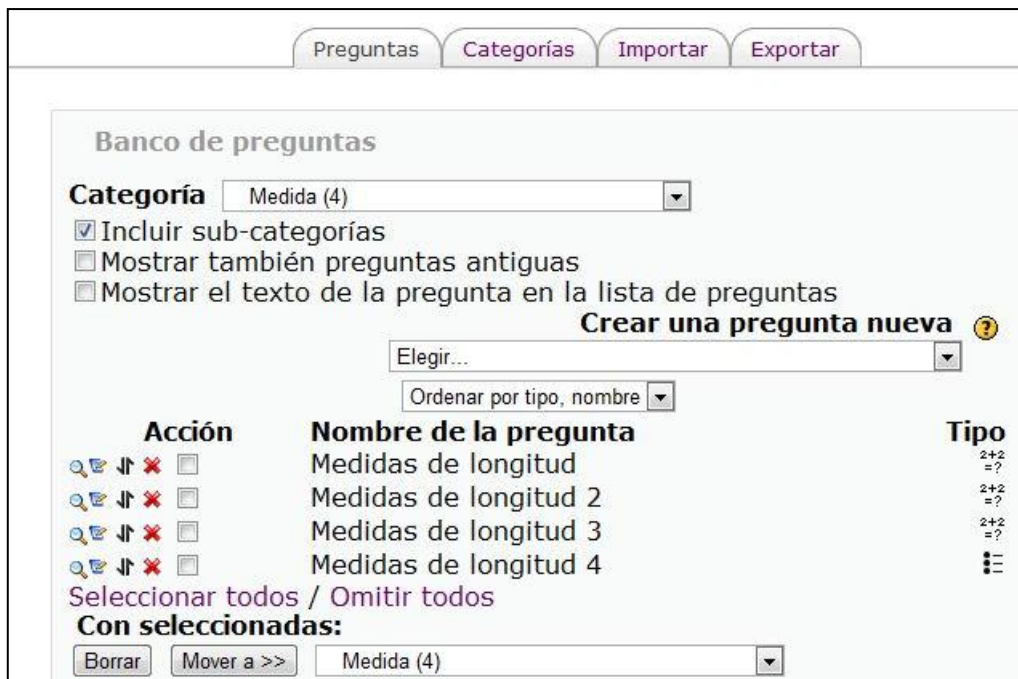 Preguntas Categorías Importar Exportar
Banco de preguntas
Categoría Medida (4)
Incluir sub-categorías
Mostrar también preguntas antiguas
Mostrar el texto de la pregunta en la lista de preguntas
Crear una pregunta nueva ?
Elegir...
Ordenar por tipo, nombre
Acción Nombre de la pregunta Tipo
Medidas de longitud 2+2 =?
Medidas de longitud 2 2+2 =?
Medidas de longitud 3 2+2 =?
Medidas de longitud 4
Seleccionar todos / Omitir todos
Con seleccionadas:
Borrar Mover a >> Medida (4)